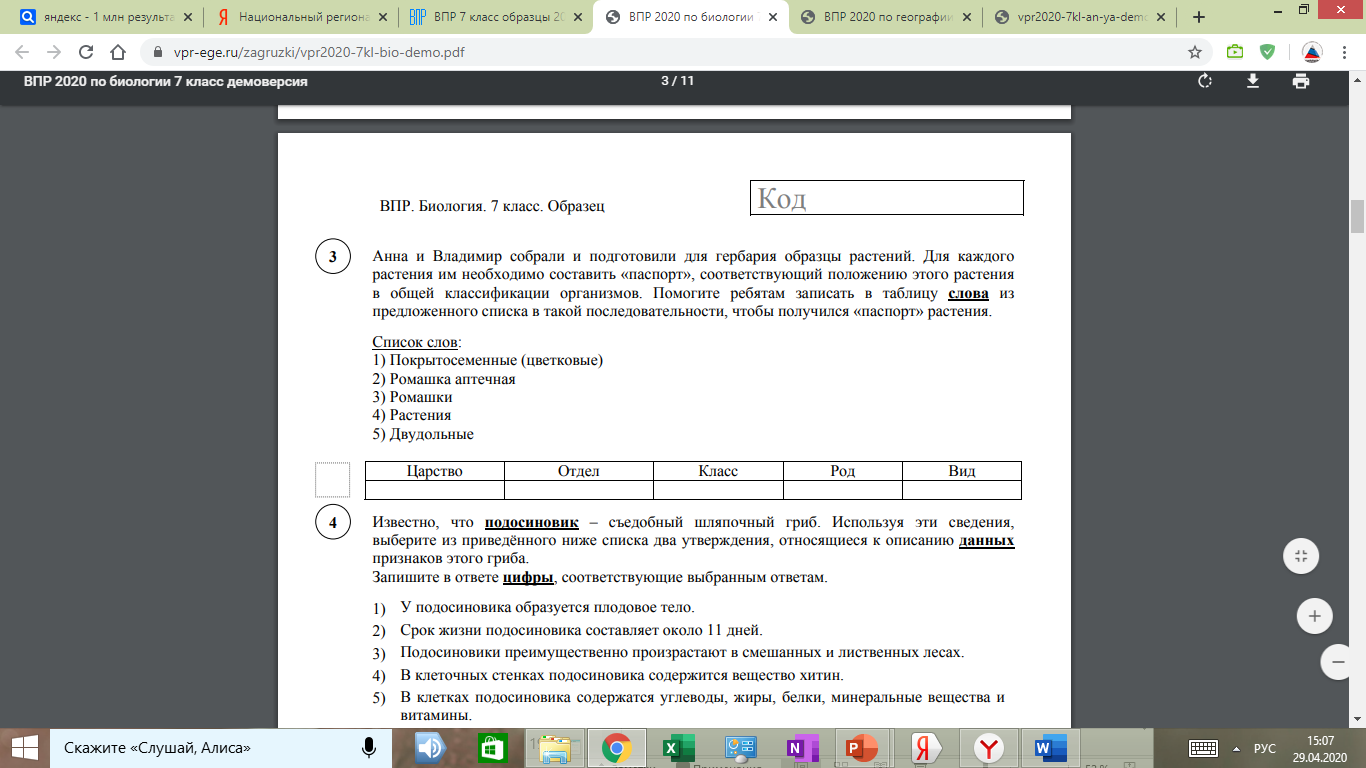 яндекс - 1 млн результа
Национальный региона
ВПР 7 класс образцы 20
ВПР 2020 по биологии
ВПР 2020 по географии
vpr2020-7kl-an-ya-demo
vpr-ege.ru/zagruzki/vpr2020-7kl-bio-demo.pdf
ВПР 2020 по биологии 7 класс демоверсия
3 / 11
ВПР. Биология. 7 класс. Образец
Код
3
Анна и Владимир собрали и подготовили для гербария образцы растений. Для каждого
растения им необходимо составить «паспорт», соответствующий положению этого растения
в общей классификации организмов. Помогите ребятам записать в таблицу слова из
предложенного списка в такой последовательности, чтобы получился «паспорт» растения.
Список слов:
1) Покрытосеменные (цветковые)
2) Ромашка аптечная
3) Ромашки
4) Растения
5) Двудольные
Царство Отдел Класс Род Вид
4
Известно, что подосиновик – съедобный шляпочный гриб. Используя эти сведения,
выберите из приведённого ниже списка два утверждения, относящиеся к описанию данных
признаков этого гриба.
Запишите в ответе цифры, соответствующие выбранным ответам.
1) У подосиновика образуется плодовое тело.
2) Срок жизни подосиновика составляет около 11 дней.
3) Подосиновики преимущественно произрастают в смешанных и лиственных лесах.
4) В клеточных стенках подосиновика содержится вещество хитин.
5) В клетках подосиновика содержатся углеводы, жиры, белки, минеральные вещества и
витамины.
Скажите «Слушай, Алиса»
РУС
15:07
29.04.2020